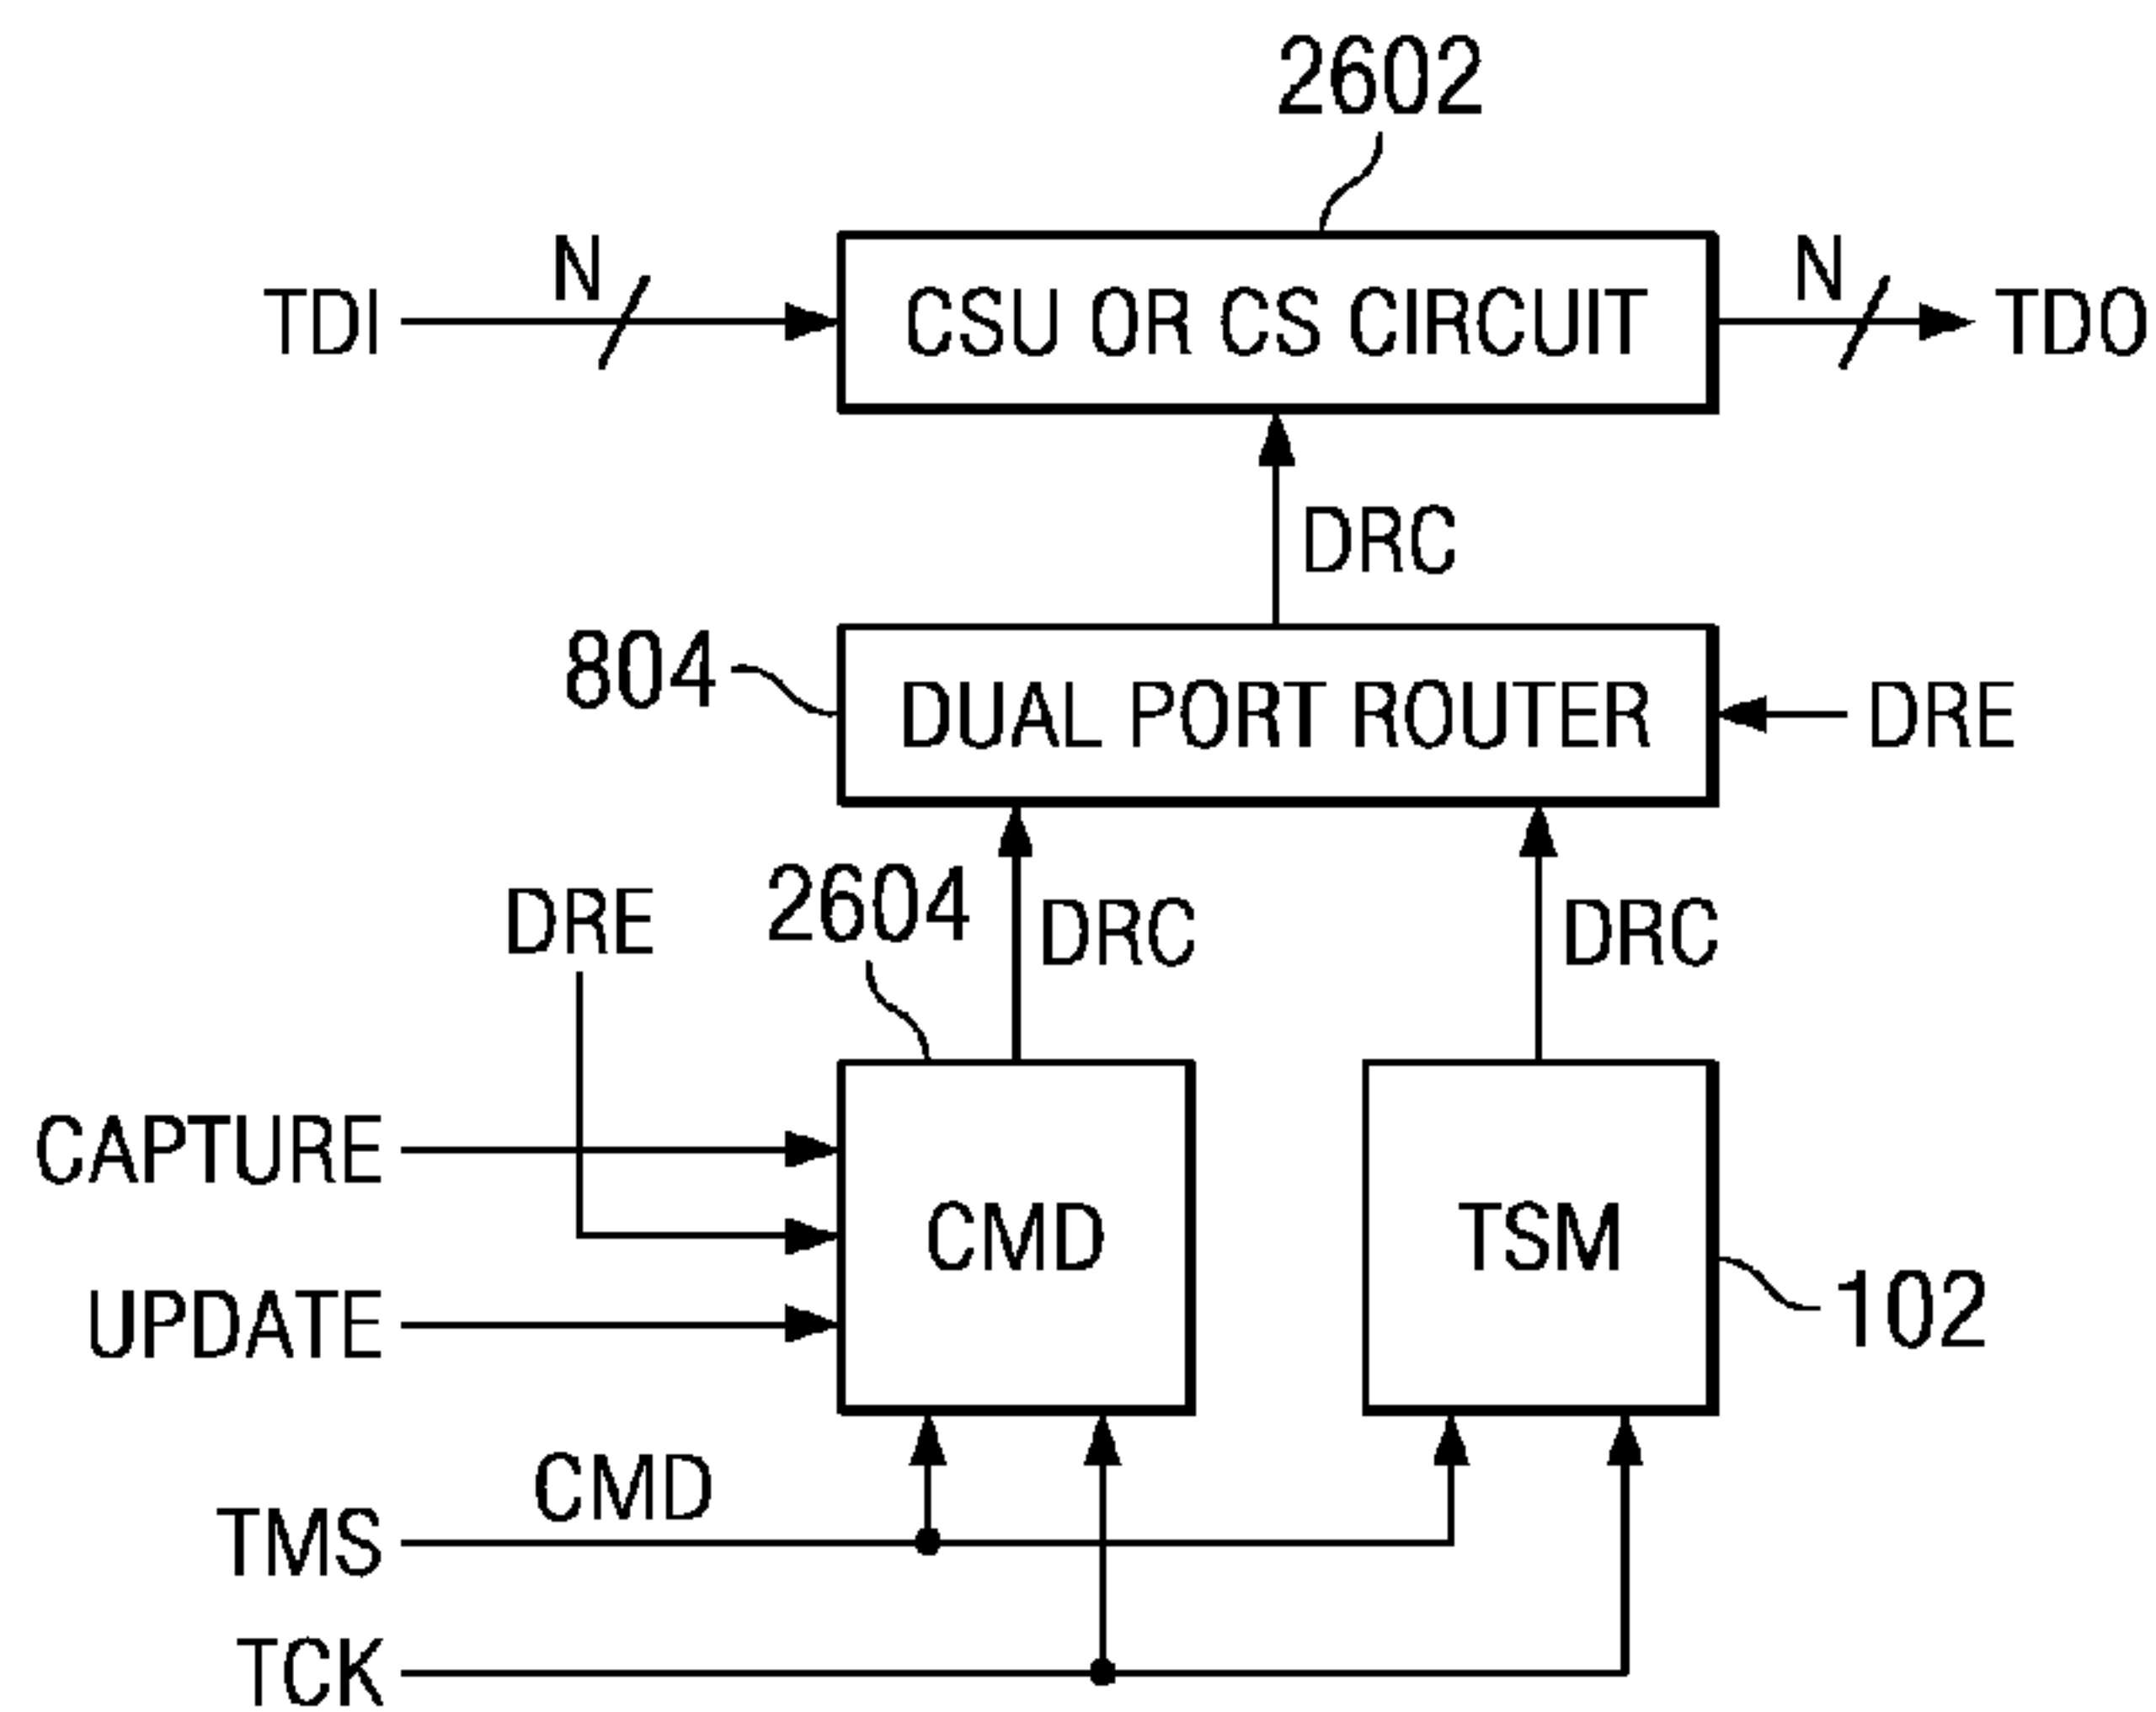 2602
N
N
TDI
CSU OR CS CIRCUIT
TDO
DRC
804
DUAL PORT ROUTER
DRE
DRE
2604
DRC
DRC
CAPTURE
CMD
TSM
UPDATE
102
CMD
TMS
TCK